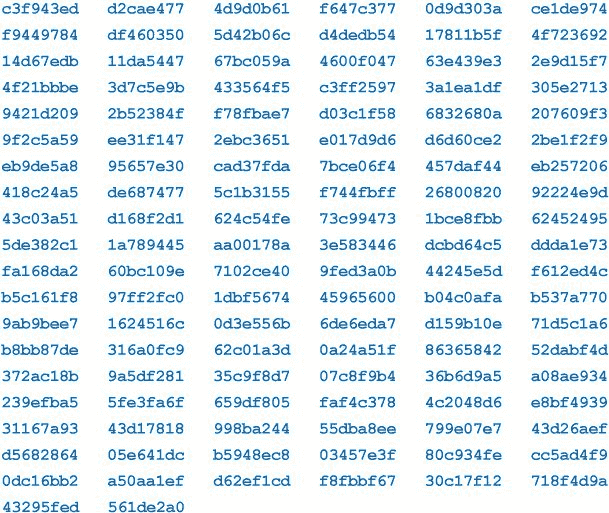 c3f943ed d2cae477 4d9d0b61 f647c377 0d9d303a ce1de974
f9449784 df460350 5d42b06c d4dedb54 17811b5f 4f723692
14d67edb 11da5447 67bc059a 4600f047 63e439e3 2e9d15f7
4f21bbbe 3d7c5e9b 433564f5 c3ff2597 3a1ea1df 305e2713
9421d209 2b52384f f78fbae7 d03c1f58 6832680a 207609f3
9f2c5a59 ee31f147 2ebc3651 e017d9d6 d6d60ce2 2be1f2f9
eb9de5a8 95657e30 cad37fda 7bce06f4 457daf44 eb257206
418c24a5 de687477 5c1b3155 f744fbff 26800820 92224e9d
43c03a51 d168f2d1 624c54fe 73c99473 1bce8fbb 62452495
5de382c1 1a789445 aa00178a 3e583446 dcbd64c5 ddda1e73
fa168da2 60bc109e 7102ce40 9fed3a0b 44245e5d f612ed4c
b5c161f8 97ff2fc0 1dbf5674 45965600 b04c0afa b537a770
9ab9bee7 1624516c 0d3e556b 6de6eda7 d159b10e 71d5c1a6
b8bb87de 316a0fc9 62c01a3d 0a24a51f 86365842 52dabf4d
372ac18b 9a5df281 35c9f8d7 07c8f9b4 36b6d9a5 a08ae934
239efba5 5fe3fa6f 659df805 faf4c378 4c2048d6 e8bf4939
31167a93 43d17818 998ba244 55dba8ee 799e07e7 43d26aef
d5682864 05e641dc b5948ec8 03457e3f 80c934fe cc5ad4f9
0dc16bb2 a50aa1ef d62ef1cd f8fbbf67 30c17f12 718f4d9a
43295fed 561de2a0